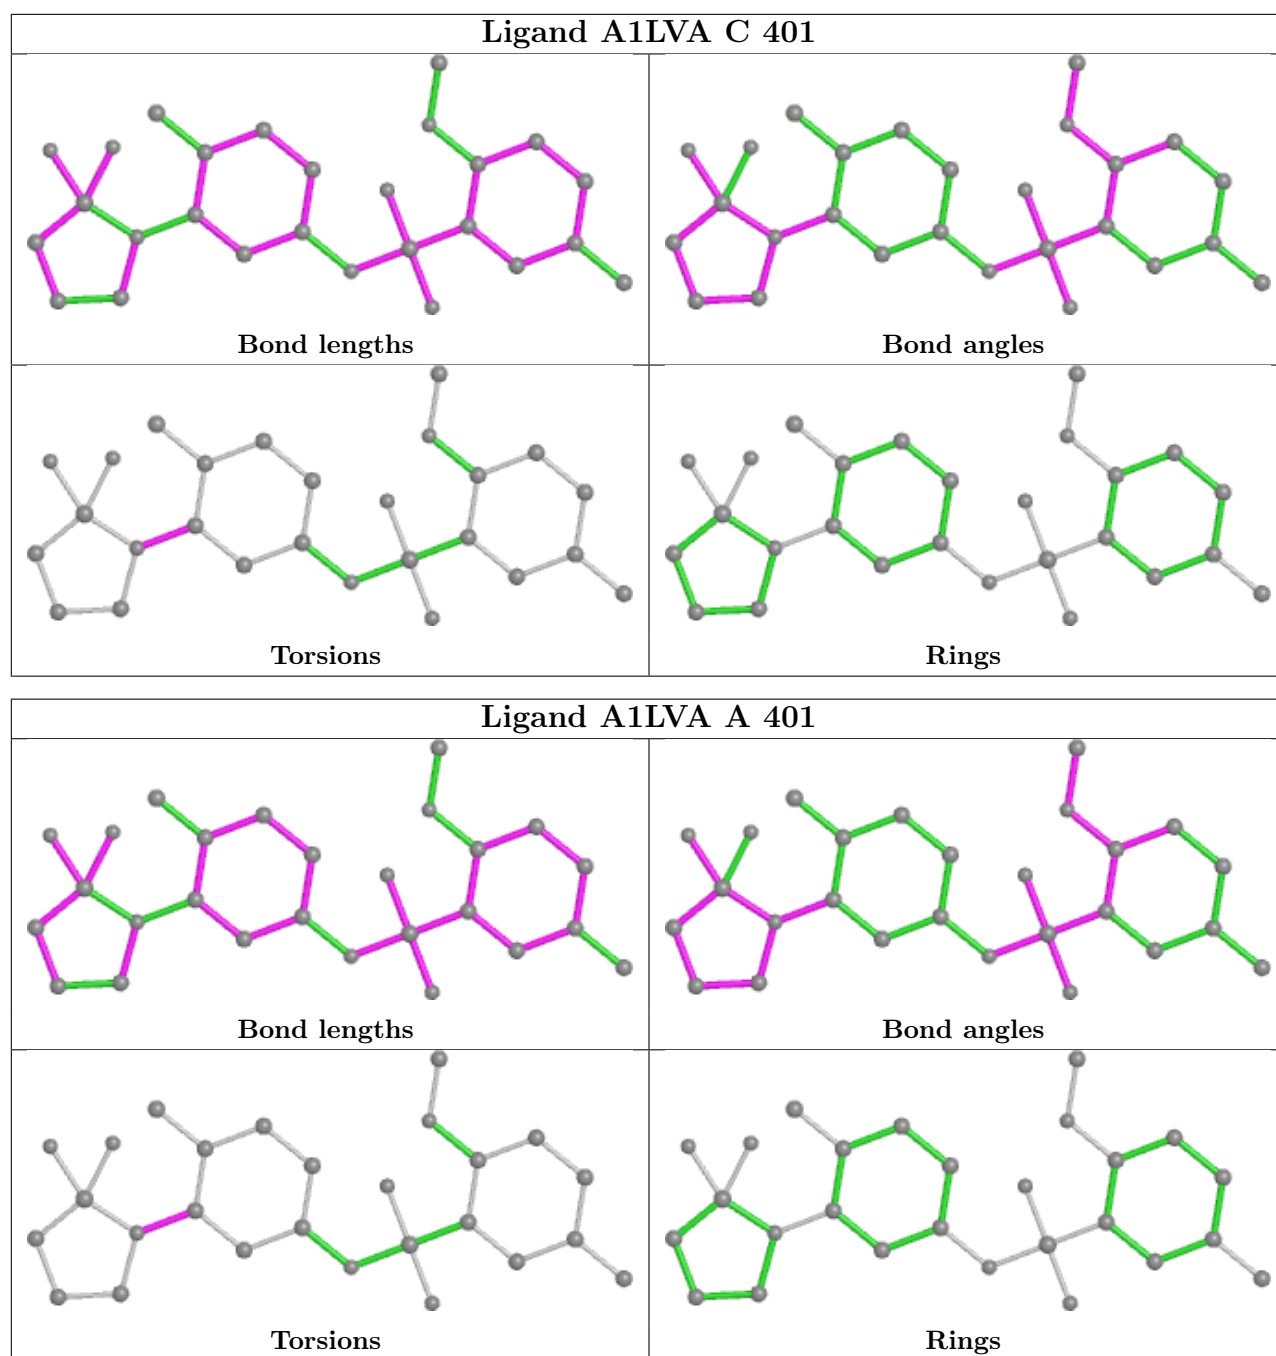 Ligand A1LVA C 401
Bond lengths
Bond angles
Torsions
Rings
Ligand A1LVA A 401
Bond lengths
Bond angles
Torsions
Rings